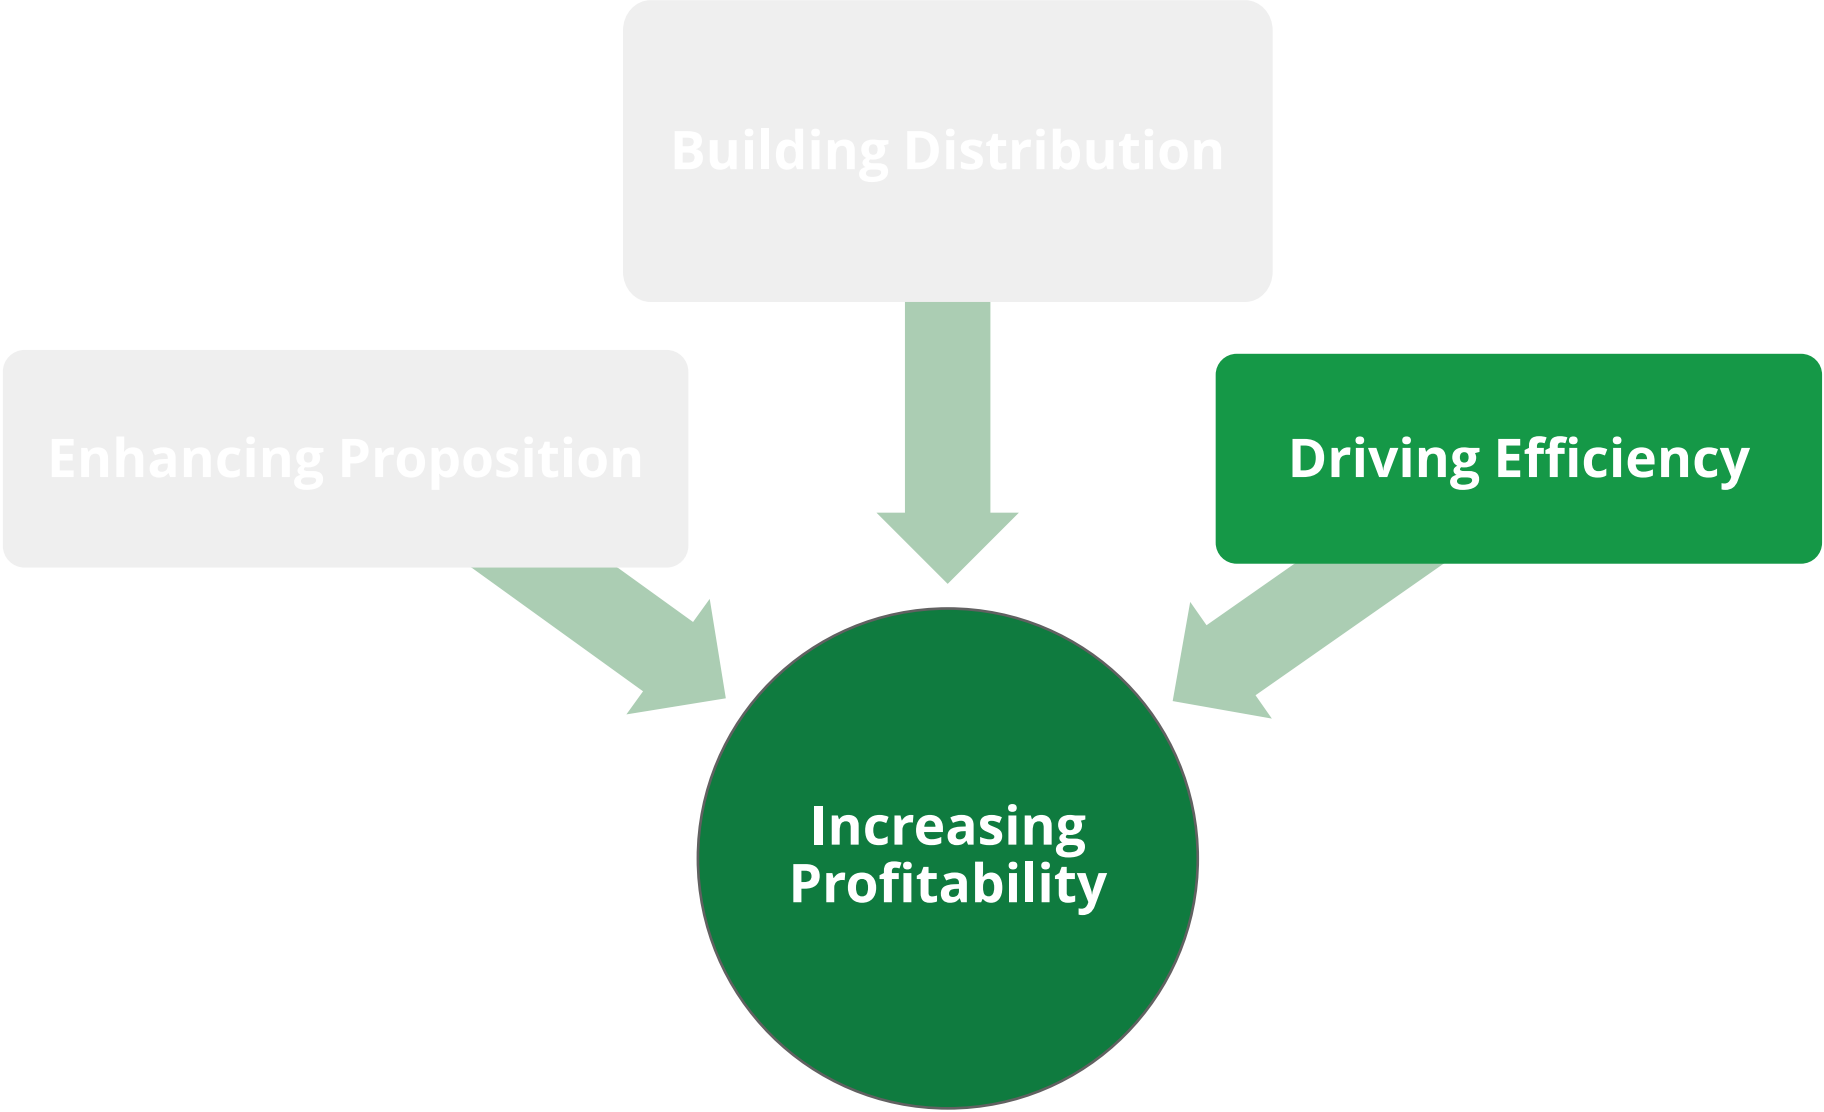 Building Distribution
Enhancing Proposition
Driving Efficiency
Increasing
Profitability